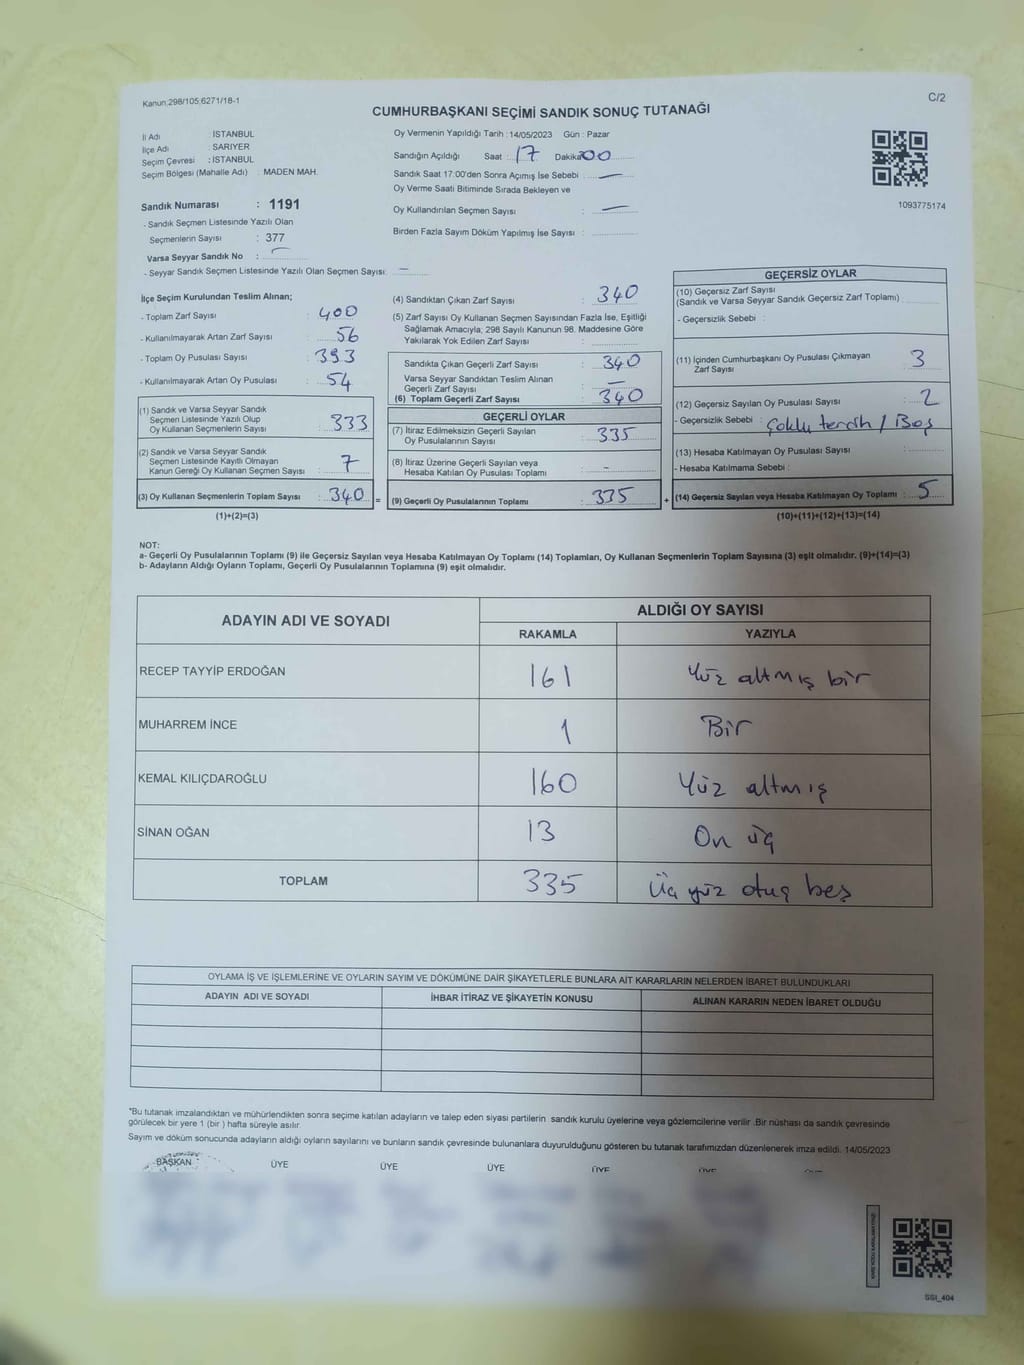 Kanun:298/105;6271/18-1
C/2
CUMHURBAŞKANI SEÇİMİ SANDIK SONUÇ TUTANAĞI
İl Adı : İSTANBUL
İlçe Adı : SARIYER
Seçim Çevresi : İSTANBUL
Seçim Bölgesi (Mahalle Adı) : MADEN MAH.
Sandık Numarası : 1191
- Sandık Seçmen Listesinde Yazılı Olan
Seçmenlerin Sayısı : 377
Varsa Seyyar Sandık No :
- Seyyar Sandık Seçmen Listesinde Yazılı Olan Seçmen Sayısı: —
Oy Vermenin Yapıldığı Tarih : 14/05/2023 Gün : Pazar
Sandığın Açıldığı Saat : 17 Dakika 00
Sandık Saat 17:00'den Sonra Açımış İse Sebebi : —
Oy Verme Saati Bitiminde Sırada Bekleyen ve
Oy Kullandırılan Seçmen Sayısı : —
Birden Fazla Sayım Döküm Yapılmış İse Sayısı :
1093775174
İlçe Seçim Kurulundan Teslim Alınan;
- Toplam Zarf Sayısı : 400
- Kullanılmayarak Artan Zarf Sayısı : 56
- Toplam Oy Pusulası Sayısı : 393
- Kullanılmayarak Artan Oy Pusulası : 54
(1) Sandık ve Varsa Seyyar Sandık
Seçmen Listesinde Yazılı Olup
Oy Kullanan Seçmenlerin Sayısı : 333
(2) Sandık ve Varsa Seyyar Sandık
Seçmen Listesinde Kayıtlı Olmayan
Kanun Gereği Oy Kullanan Seçmen Sayısı : 7
(3) Oy Kullanan Seçmenlerin Toplam Sayısı : 340 =
(1)+(2)=(3)
(4) Sandıktan Çıkan Zarf Sayısı : 340
(5) Zarf Sayısı Oy Kullanan Seçmen Sayısından Fazla İse, Eşitliği
Sağlamak Amacıyla, 298 Sayılı Kanunun 98. Maddesine Göre
Yakılarak Yok Edilen Zarf Sayısı :
Sandıkta Çıkan Geçerli Zarf Sayısı : 340
Varsa Seyyar Sandıktan Teslim Alınan
Geçerli Zarf Sayısı : —
(6) Toplam Geçerli Zarf Sayısı : 340
GEÇERLİ OYLAR
(7) İtiraz Edilmeksizin Geçerli Sayılan
Oy Pusulalarının Sayısı : 335
(8) İtiraz Üzerine Geçerli Sayılan veya
Hesaba Katılan Oy Pusulası Toplamı : -
(9) Geçerli Oy Pusulalarının Toplamı : 335 +
GEÇERSİZ OYLAR
(10) Geçersiz Zarf Sayısı
(Sandık ve Varsa Seyyar Sandık Geçersiz Zarf Toplamı)
- Geçersizlik Sebebi :
(11) İçinden Cumhurbaşkanı Oy Pusulası Çıkmayan
Zarf Sayısı : 3
(12) Geçersiz Sayılan Oy Pusulası Sayısı : 2
- Geçersizlik Sebebi : Çoklu tercih / Boş
(13) Hesaba Katılmayan Oy Pusulası Sayısı :
- Hesaba Katılmama Sebebi :
(14) Geçersiz Sayılan veya Hesaba Katılmayan Oy Toplamı : 5
(10)+(11)+(12)+(13)=(14)
NOT:
a- Geçerli Oy Pusulalarının Toplamı (9) ile Geçersiz Sayılan veya Hesaba Katılmayan Oy Toplamı (14) Toplamları, Oy Kullanan Seçmenlerin Toplam Sayısına (3) eşit olmalıdır. (9)+(14)=(3)
b- Adayların Aldığı Oyların Toplamı, Geçerli Oy Pusulalarının Toplamına (9) eşit olmalıdır.
ADAYIN ADI VE SOYADI
ALDIĞI OY SAYISI
RAKAMLA YAZIYLA
RECEP TAYYİP ERDOĞAN 161 Yüz altmış bir
MUHARREM İNCE 1 Bir
KEMAL KILIÇDAROĞLU 160 Yüz altmış
SİNAN OĞAN 13 On üç
TOPLAM 335 Üç yüz otuz beş
OYLAMA İŞ VE İŞLEMLERİNE VE OYLARIN SAYIM VE DÖKÜMÜNE DAİR ŞİKAYETLERLE BUNLARA AİT KARARLARIN NELERDEN İBARET BULUNDUKLARI
ADAYIN ADI VE SOYADI İHBAR İTİRAZ VE ŞİKAYETİN KONUSU ALINAN KARARIN NEDEN İBARET OLDUĞU
*Bu tutanak imzalandıktan ve mühürlendikten sonra seçime katılan adayların ve talep eden siyasi partilerin sandık kurulu üyelerine veya gözlemcilerine verilir .Bir nüshası da sandık çevresinde
görülecek bir yere 1 (bir ) hafta süreyle asılır.
Sayım ve döküm sonucunda adayların aldığı oyların sayılarını ve bunların sandık çevresinde bulunanlara duyurulduğunu gösteren bu tutanak tarafımızdan düzenlenerek imza edildi. 14/05/2023
BAŞKAN ÜYE ÜYE ÜYE ÜYE ÜYE
SSİ_404